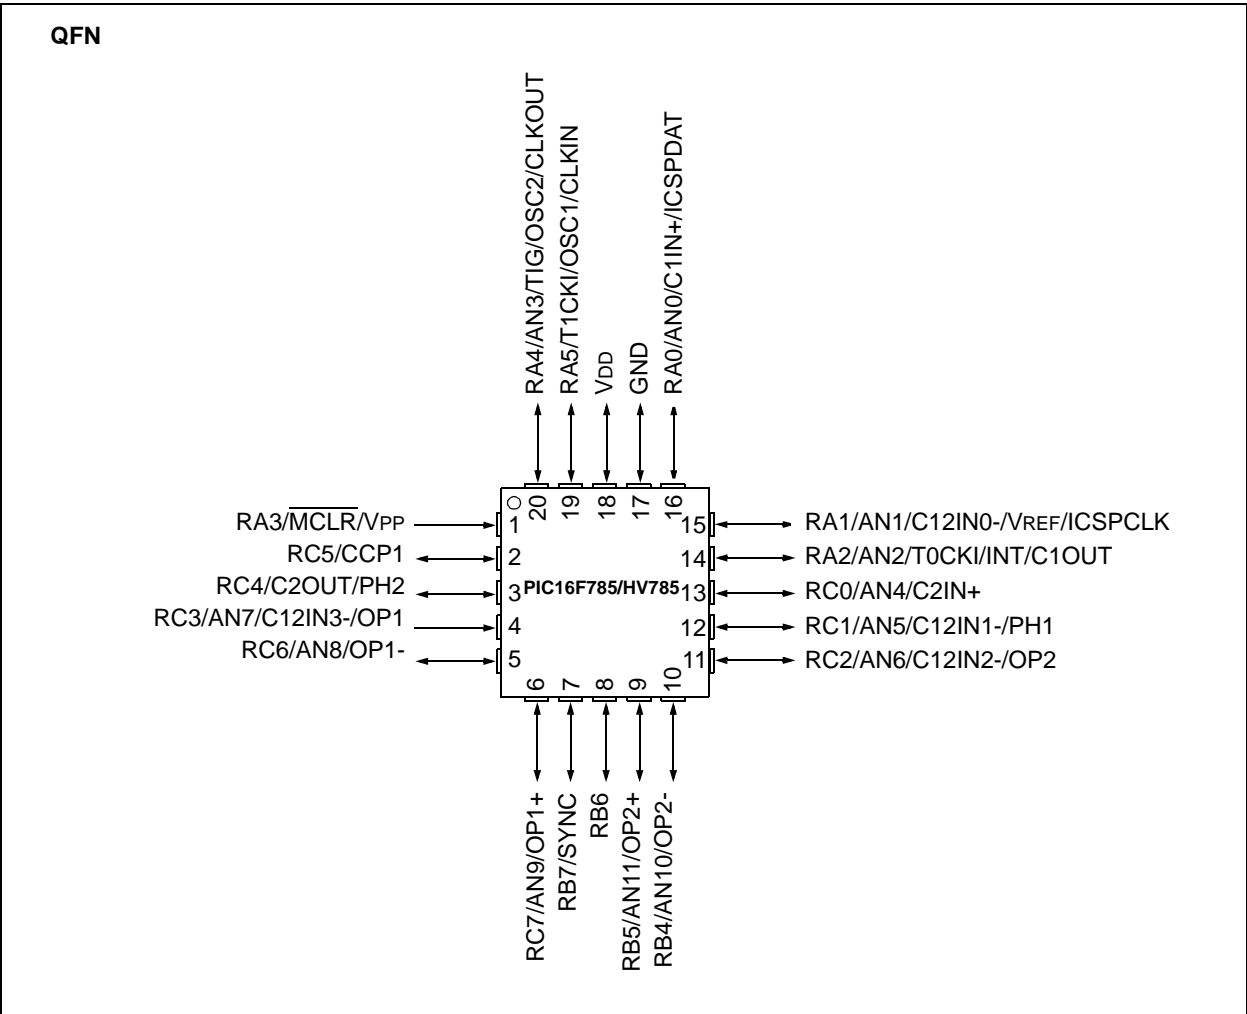 QFN
RA4/AN3/TIG/OSC2/CLKOUT
RA5/T1CKI/OSC1/CLKIN
VDD
GND
RA0/AN0/C1IN+/ICSPDAT
20
19
18
17
16
RA3/MCLR/VPP
1
RC5/CCP1
2
RC4/C2OUT/PH2
3
RC3/AN7/C12IN3-/OP1
4
RC6/AN8/OP1-
5
PIC16F785/HV785
15
RA1/AN1/C12IN0-/VREF/ICSPCLK
14
RA2/AN2/T0CKI/INT/C1OUT
13
RC0/AN4/C2IN+
12
RC1/AN5/C12IN1-/PH1
11
RC2/AN6/C12IN2-/OP2
6
7
8
9
10
RC7/AN9/OP1+
RB7/SYNC
RB6
RB5/AN11/OP2+
RB4/AN10/OP2-